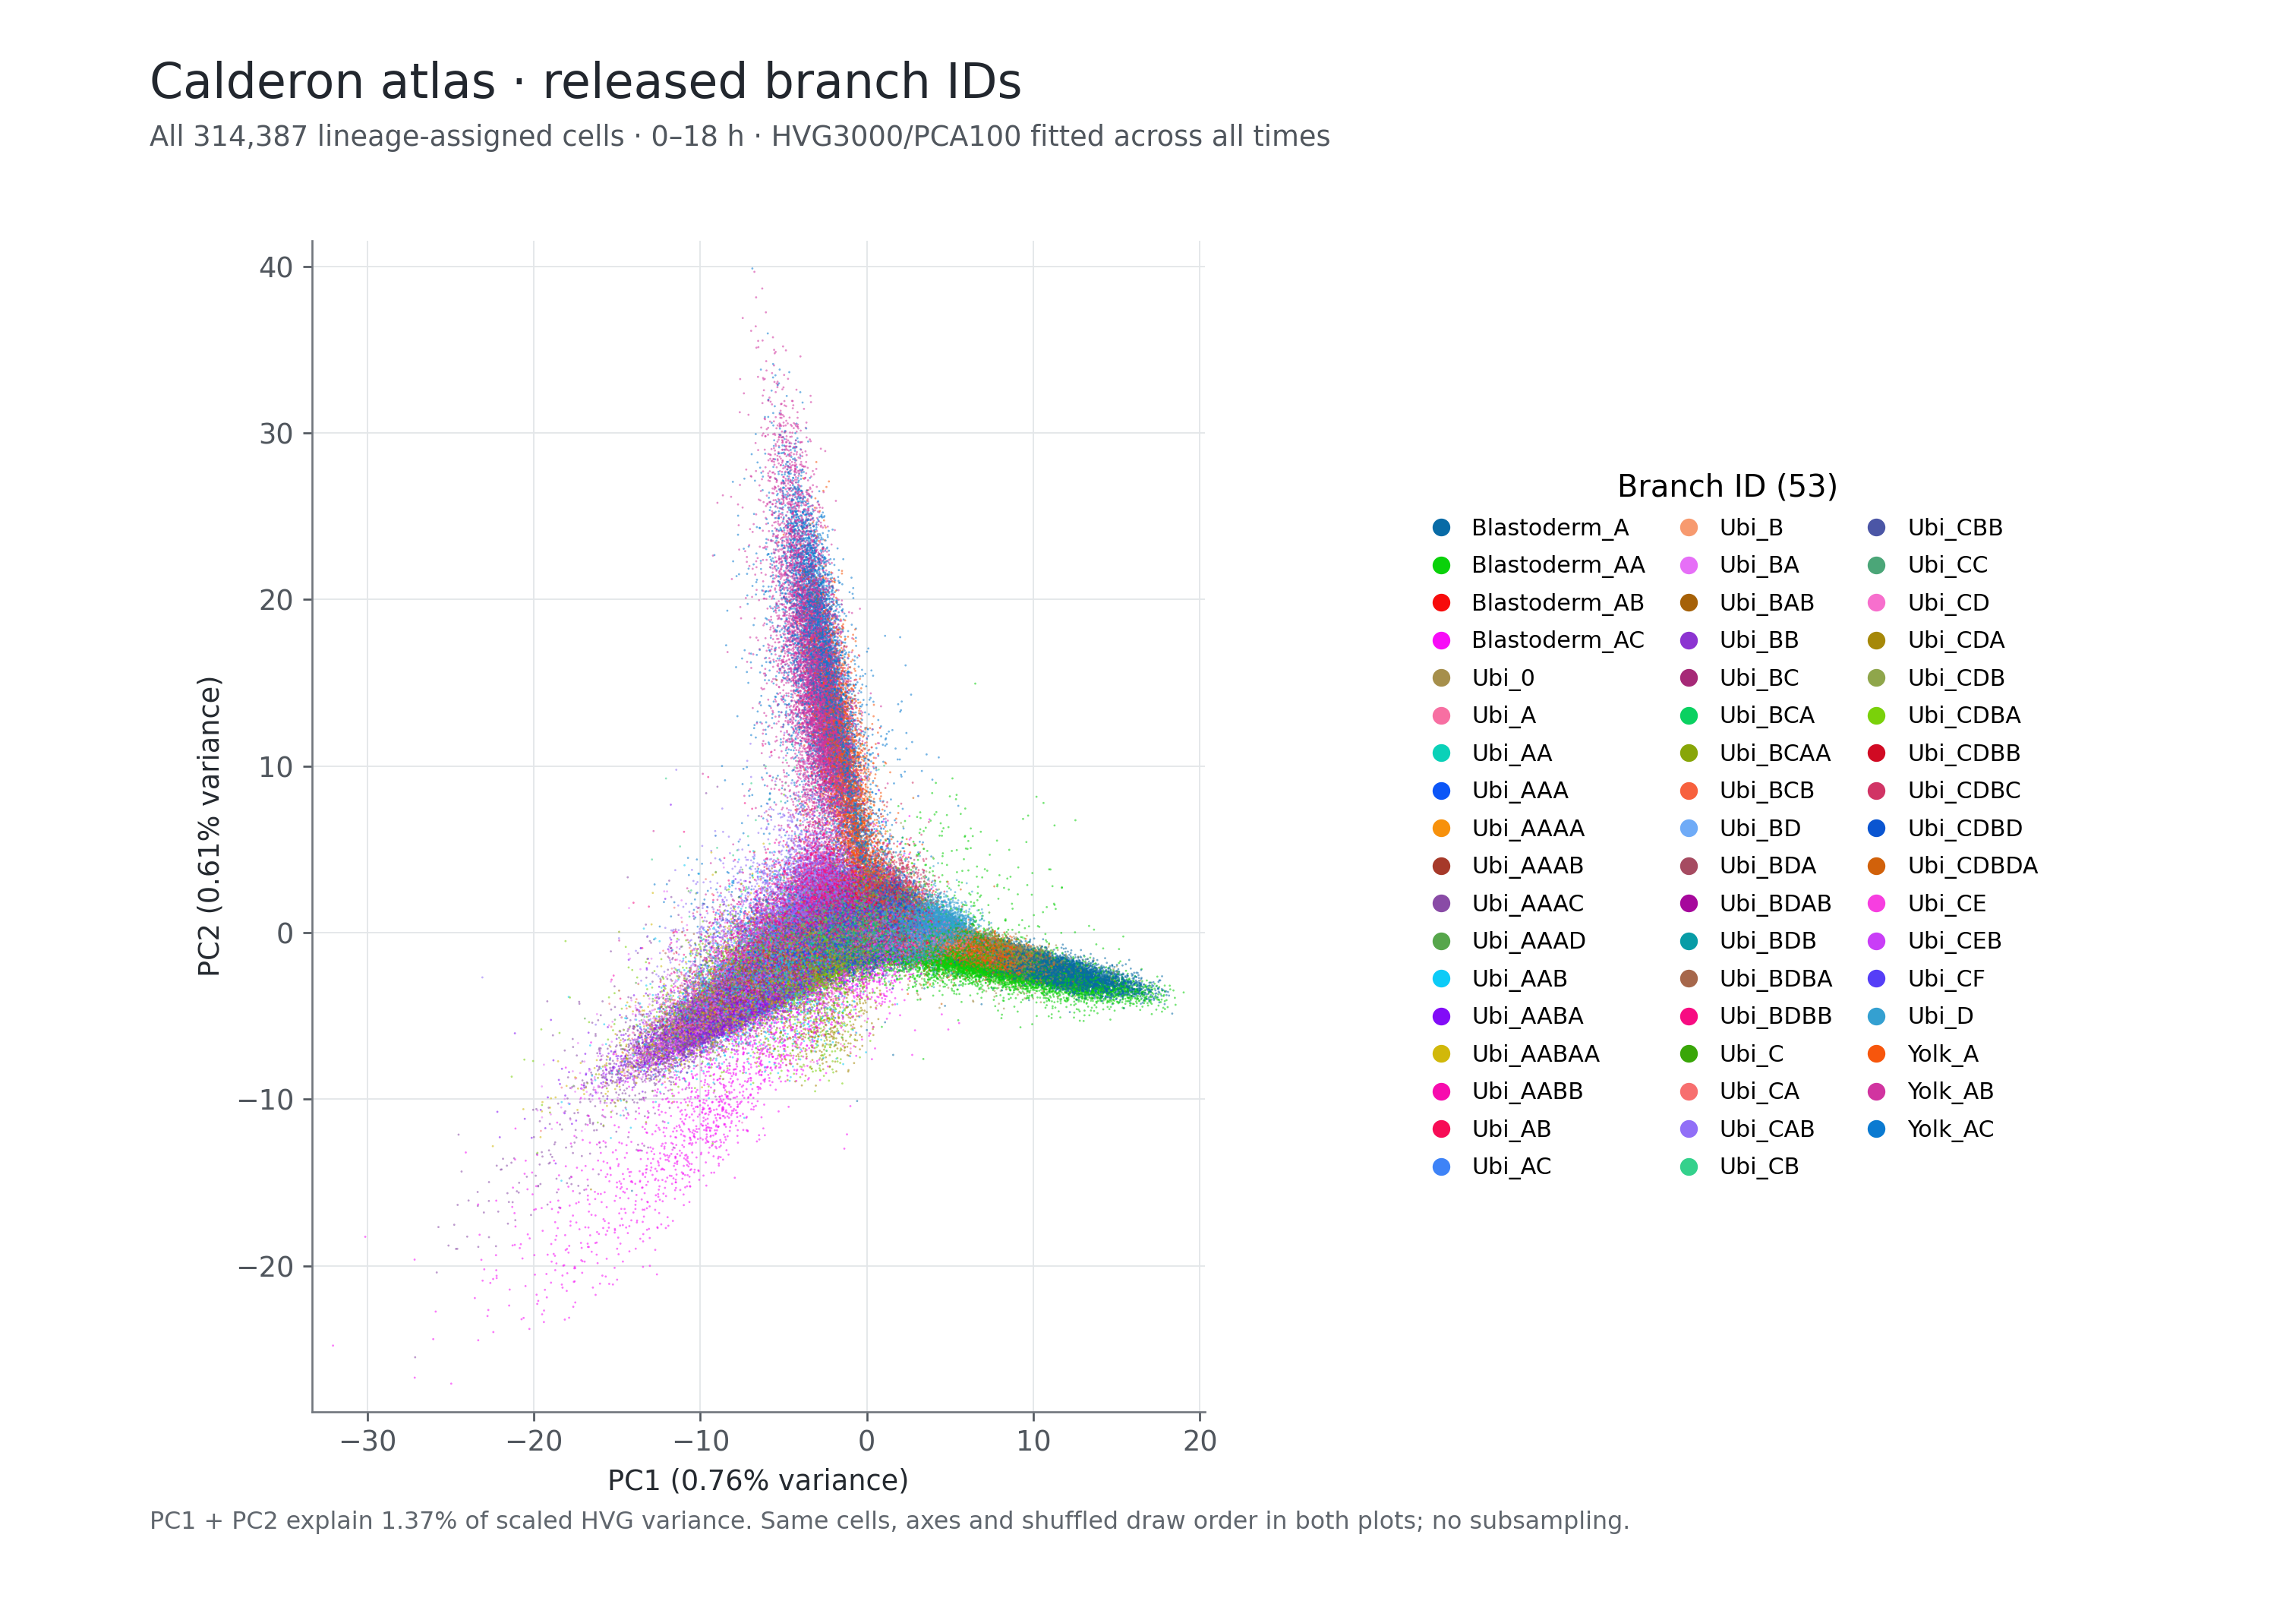 Calderon atlas · released branch IDs
All 314,387 lineage-assigned cells · 0–18 h · HVG3000/PCA100 fitted across all times
40
30
20
10
0
−10
−20
PC2 (0.61% variance)
−30
−20
−10
0
10
20
PC1 (0.76% variance)
Branch ID (53)
Blastoderm_A
Blastoderm_AA
Blastoderm_AB
Blastoderm_AC
Ubi_0
Ubi_A
Ubi_AA
Ubi_AAA
Ubi_AAAA
Ubi_AAAB
Ubi_AAAC
Ubi_AAAD
Ubi_AAB
Ubi_AABA
Ubi_AABAA
Ubi_AABB
Ubi_AB
Ubi_AC
Ubi_B
Ubi_BA
Ubi_BAB
Ubi_BB
Ubi_BC
Ubi_BCA
Ubi_BCAA
Ubi_BCB
Ubi_BD
Ubi_BDA
Ubi_BDAB
Ubi_BDB
Ubi_BDBA
Ubi_BDBB
Ubi_C
Ubi_CA
Ubi_CAB
Ubi_CB
Ubi_CBB
Ubi_CC
Ubi_CD
Ubi_CDA
Ubi_CDB
Ubi_CDBA
Ubi_CDBB
Ubi_CDBC
Ubi_CDBD
Ubi_CDBDA
Ubi_CE
Ubi_CEB
Ubi_CF
Ubi_D
Yolk_A
Yolk_AB
Yolk_AC
PC1 + PC2 explain 1.37% of scaled HVG variance. Same cells, axes and shuffled draw order in both plots; no subsampling.